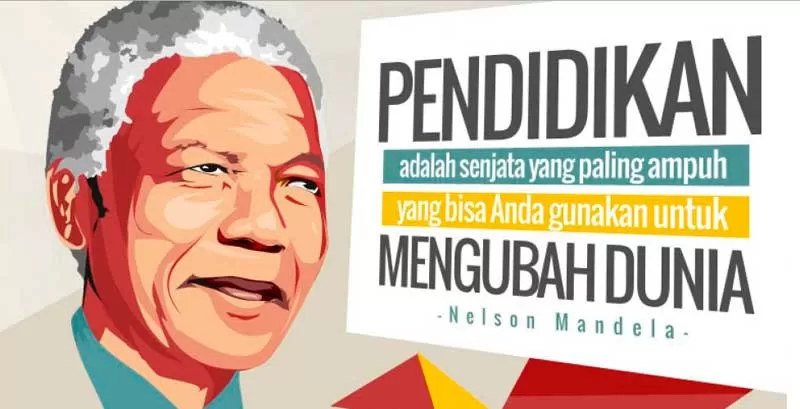 PENDIDIKAN
adalah senjata yang paling ampuh
yang bisa Anda gunakan untuk
MENGUBAH DUNIA
-Nelson Mandela-